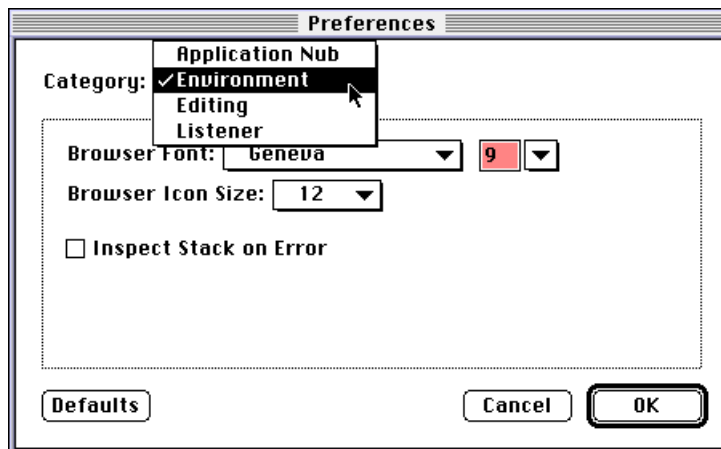 Preferences
Application Nub
Category: ✓Environment
Editing
Listener
Browser Font: Geneva 9
Browser Icon Size: 12
Inspect Stack on Error
Defaults Cancel OK